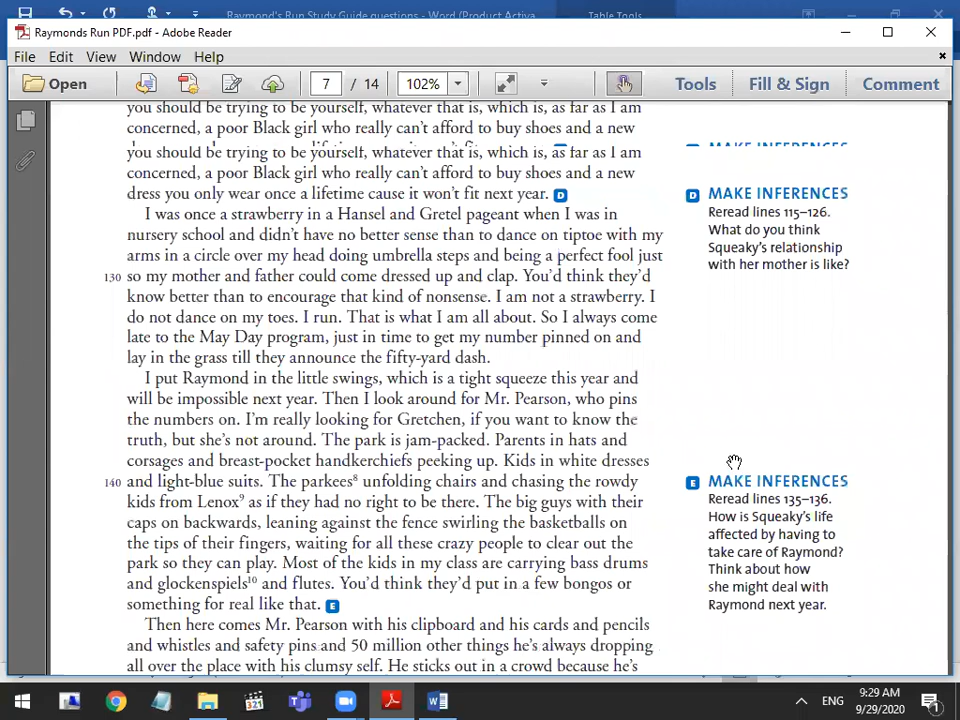 Raymond's Run Study Guide questions - Word (Product Activa
Table Tools
Raymonds Run PDF.pdf - Adobe Reader
File Edit View Window Help
Open 7 / 14 102% Tools Fill & Sign Comment
you should be trying to be yourself, whatever that is, which is, as far as I am
concerned, a poor Black girl who really can't afford to buy shoes and a new
you should be trying to be yourself, whatever that is, which is, as far as I am
concerned, a poor Black girl who really can't afford to buy shoes and a new
dress you only wear once a lifetime cause it won't fit next year. D
I was once a strawberry in a Hansel and Gretel pageant when I was in
nursery school and didn't have no better sense than to dance on tiptoe with my
arms in a circle over my head doing umbrella steps and being a perfect fool just
130 so my mother and father could come dressed up and clap. You'd think they'd
know better than to encourage that kind of nonsense. I am not a strawberry. I
do not dance on my toes. I run. That is what I am all about. So I always come
late to the May Day program, just in time to get my number pinned on and
lay in the grass till they announce the fifty-yard dash.
I put Raymond in the little swings, which is a tight squeeze this year and
will be impossible next year. Then I look around for Mr. Pearson, who pins
the numbers on. I'm really looking for Gretchen, if you want to know the
truth, but she's not around. The park is jam-packed. Parents in hats and
corsages and breast-pocket handkerchiefs peeking up. Kids in white dresses
140 and light-blue suits. The parkees⁸ unfolding chairs and chasing the rowdy
kids from Lenox⁹ as if they had no right to be there. The big guys with their
caps on backwards, leaning against the fence swirling the basketballs on
the tips of their fingers, waiting for all these crazy people to clear out the
park so they can play. Most of the kids in my class are carrying bass drums
and glockenspiels¹⁰ and flutes. You'd think they'd put in a few bongos or
something for real like that. E
Then here comes Mr. Pearson with his clipboard and his cards and pencils
and whistles and safety pins and 50 million other things he's always dropping
all over the place with his clumsy self. He sticks out in a crowd because he's
MAKE INFERENCES
D MAKE INFERENCES
Reread lines 115–126.
What do you think
Squeaky's relationship
with her mother is like?
E MAKE INFERENCES
Reread lines 135–136.
How is Squeaky's life
affected by having to
take care of Raymond?
Think about how
she might deal with
Raymond next year.
321
ENG
9:29 AM
9/29/2020
1